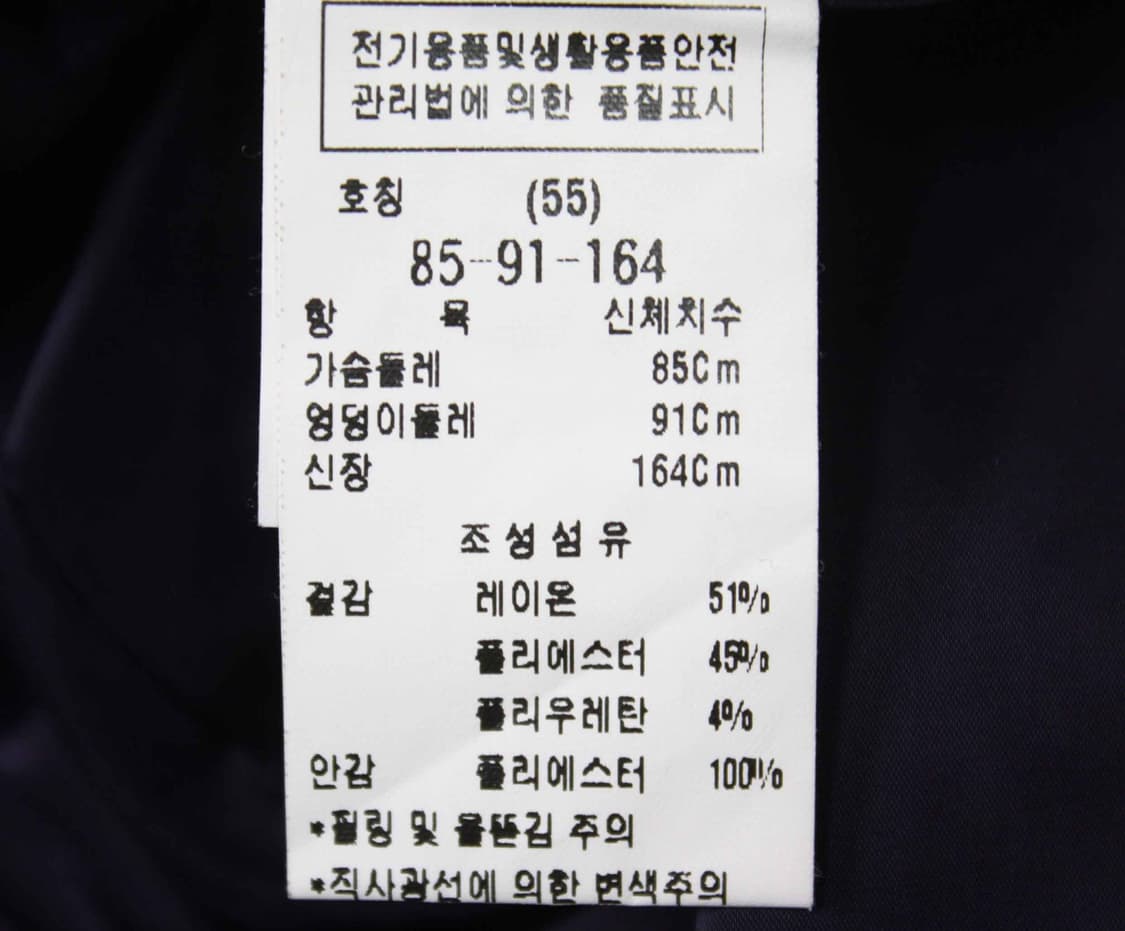 전기용품및생활용품안전
관리법에 의한 품질표시
호칭 (55)
85-91-164
항 목 신체치수
가슴둘레 85Cm
엉덩이둘레 91Cm
신장 164Cm
조성섬유
겉감 레이온 51%
폴리에스터 45%
폴리우레탄 4%
안감 폴리에스터 100%
*필링 및 올뜯김 주의
*직사광선에 의한 변색주의